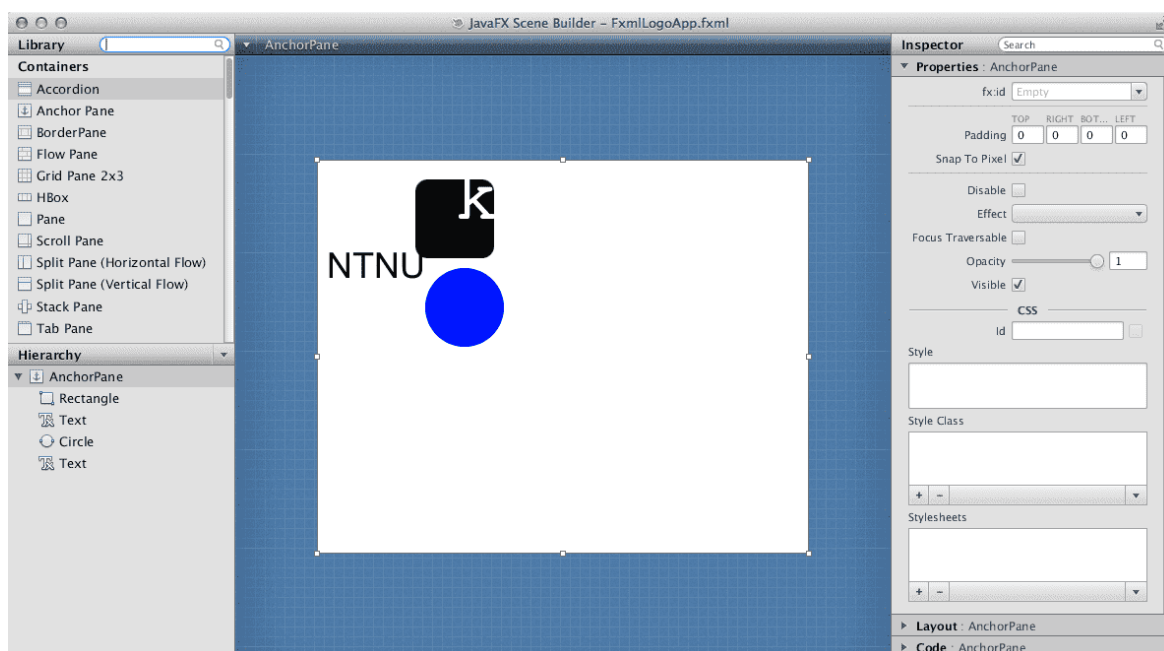 JavaFX Scene Builder – FxmlLogoApp.fxml
Library
AnchorPane
Inspector
Search
Containers
Accordion
Anchor Pane
BorderPane
Flow Pane
Grid Pane 2x3
HBox
Pane
Scroll Pane
Split Pane (Horizontal Flow)
Split Pane (Vertical Flow)
Stack Pane
Tab Pane
Hierarchy
AnchorPane
Rectangle
Text
Circle
Text
k
NTNU
Properties : AnchorPane
fx:id Empty
TOP RIGHT BOT... LEFT
Padding 0 0 0 0
Snap To Pixel
Disable
Effect
Focus Traversable
Opacity 1
Visible
CSS
Id
Style
Style Class
+ –
Stylesheets
+ –
Layout : AnchorPane
Code : AnchorPane